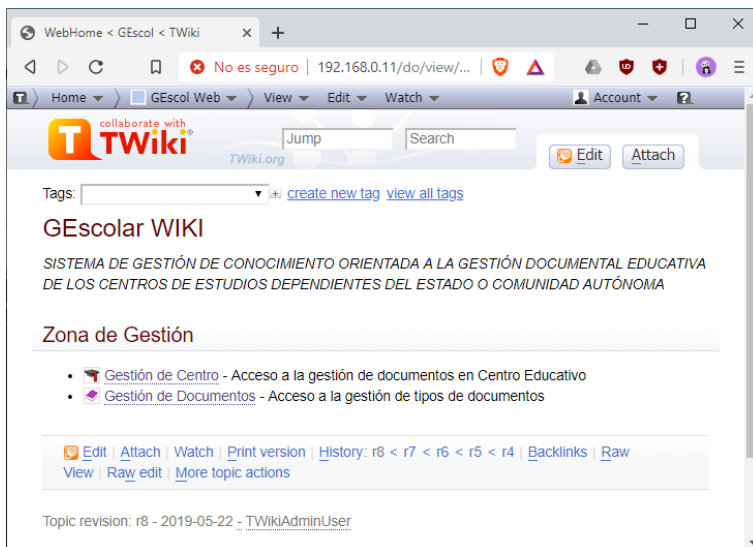 WebHome < GEscol < TWiki
No es seguro | 192.168.0.11/do/view/...
Home GEscol Web View Edit Watch Account
collaborate with
TWiki®
TWiki.org
Jump Search
Edit Attach
Tags: create new tag view all tags
GEscolar WIKI
SISTEMA DE GESTIÓN DE CONOCIMIENTO ORIENTADA A LA GESTIÓN DOCUMENTAL EDUCATIVA
DE LOS CENTROS DE ESTUDIOS DEPENDIENTES DEL ESTADO O COMUNIDAD AUTÓNOMA
Zona de Gestión
• Gestión de Centro - Acceso a la gestión de documentos en Centro Educativo
• Gestión de Documentos - Acceso a la gestión de tipos de documentos
Edit | Attach | Watch | Print version | History: r8 < r7 < r6 < r5 < r4 | Backlinks | Raw
View | Raw edit | More topic actions
Topic revision: r8 - 2019-05-22 - TWikiAdminUser